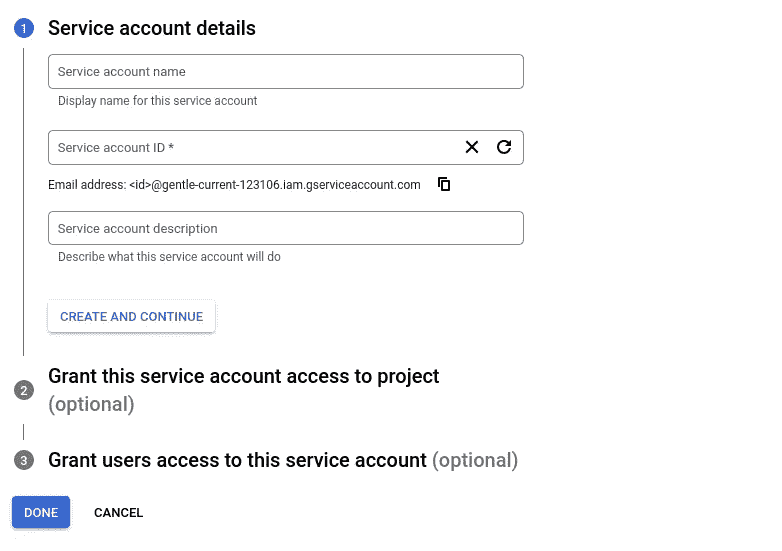 1 Service account details
Service account name
Display name for this service account
Service account ID *
Email address: <id>@gentle-current-123106.iam.gserviceaccount.com
Service account description
Describe what this service account will do
CREATE AND CONTINUE
2 Grant this service account access to project
(optional)
3 Grant users access to this service account (optional)
DONE CANCEL